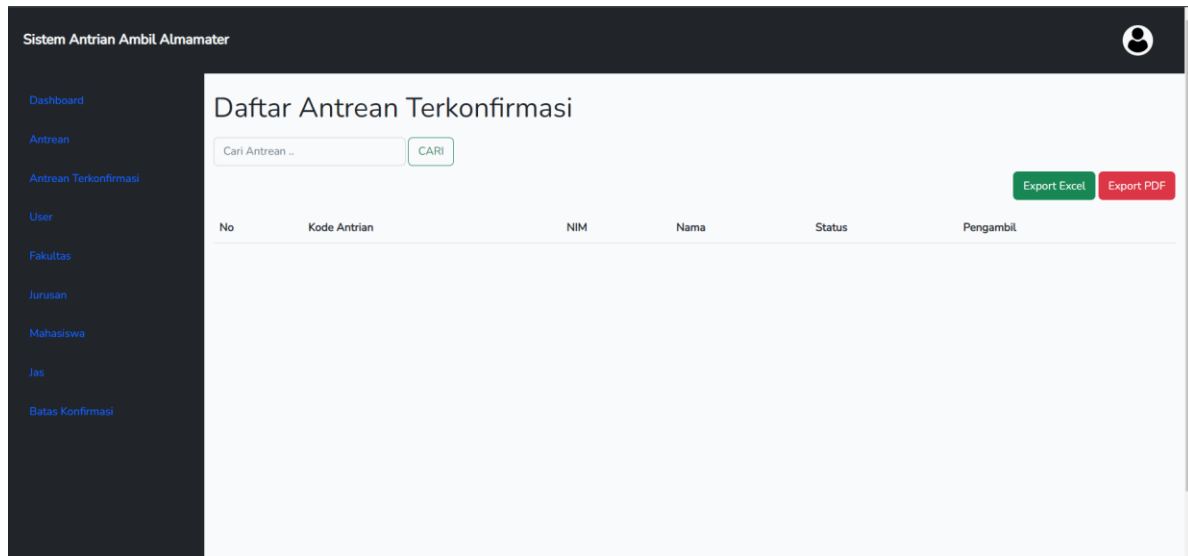 Sistem Antrian Ambil Almamater
Dashboard
Antrean
Antrean Terkonfirmasi
User
Fakultas
Jurusan
Mahasiswa
Jas
Batas Konfirmasi
Daftar Antrean Terkonfirmasi
Cari Antrean .. CARI
Export Excel Export PDF
No Kode Antrian NIM Nama Status Pengambil